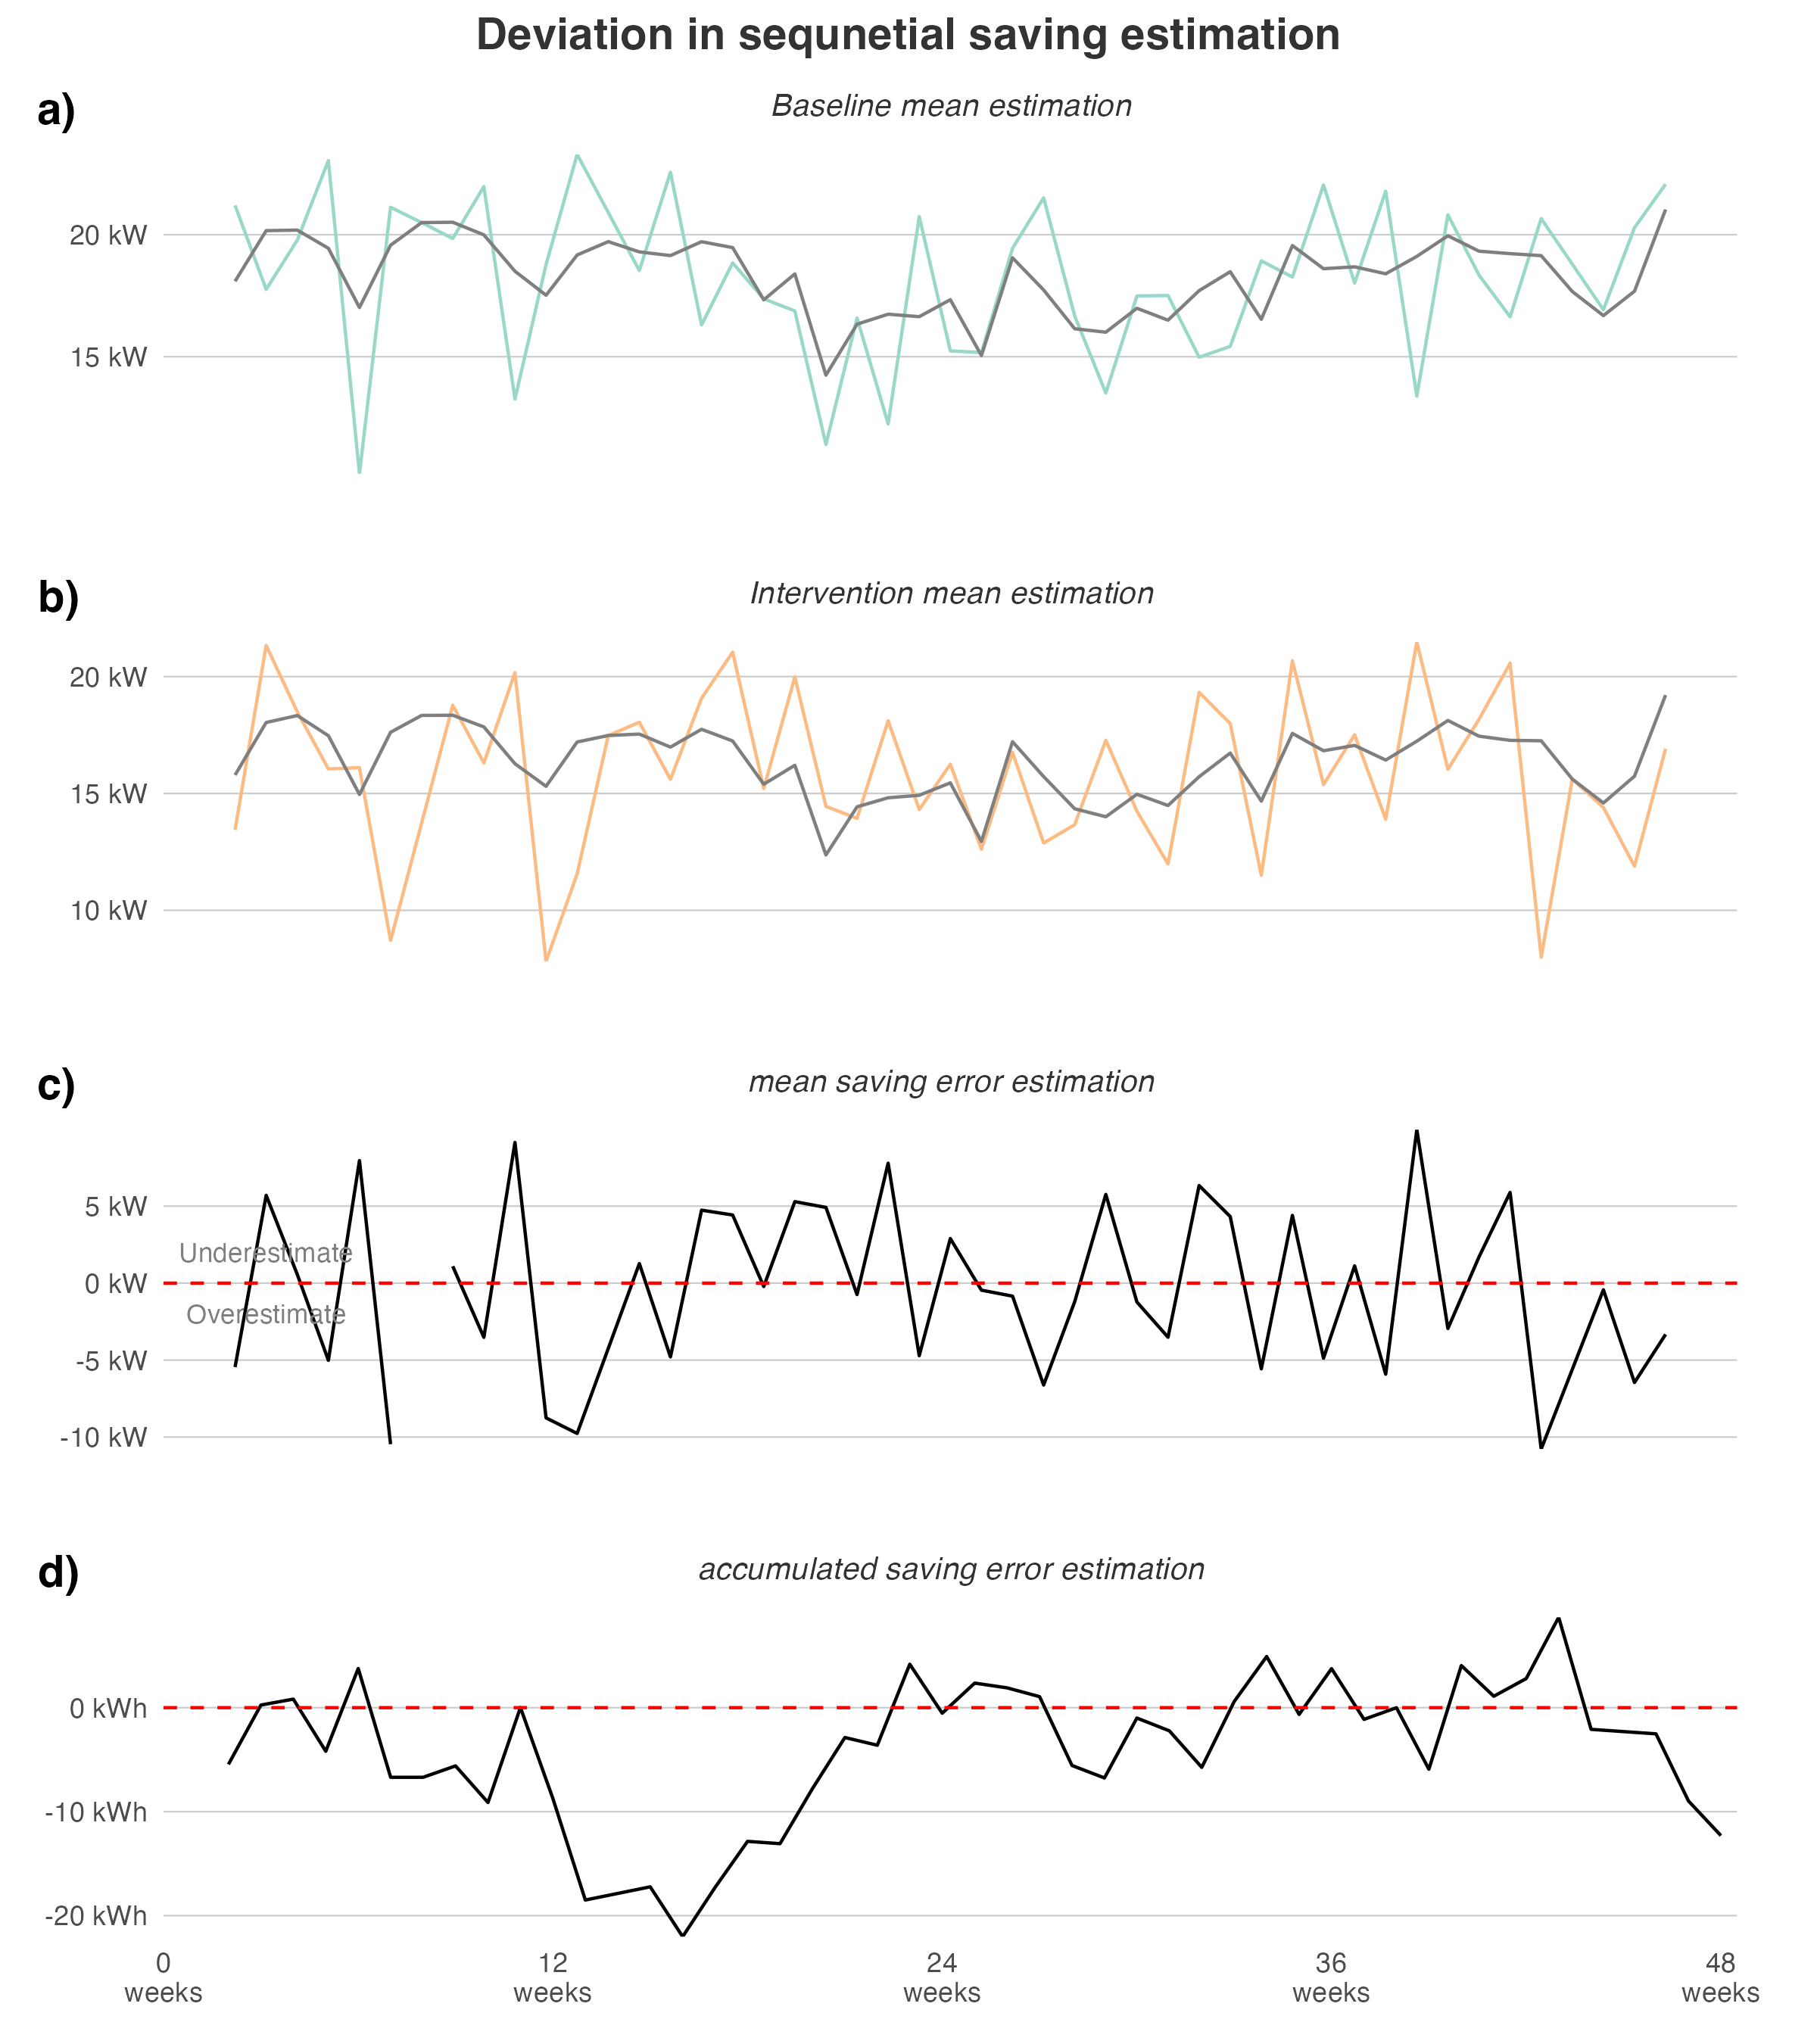 Deviation in sequnetial saving estimation
a)
Baseline mean estimation
20 kW
15 kW
b)
Intervention mean estimation
20 kW
15 kW
10 kW
c)
mean saving error estimation
5 kW
Underestimate
0 kW
Overestimate
-5 kW
-10 kW
d)
accumulated saving error estimation
0 kWh
-10 kWh
-20 kWh
0 12 24 36 48
weeks weeks weeks weeks weeks